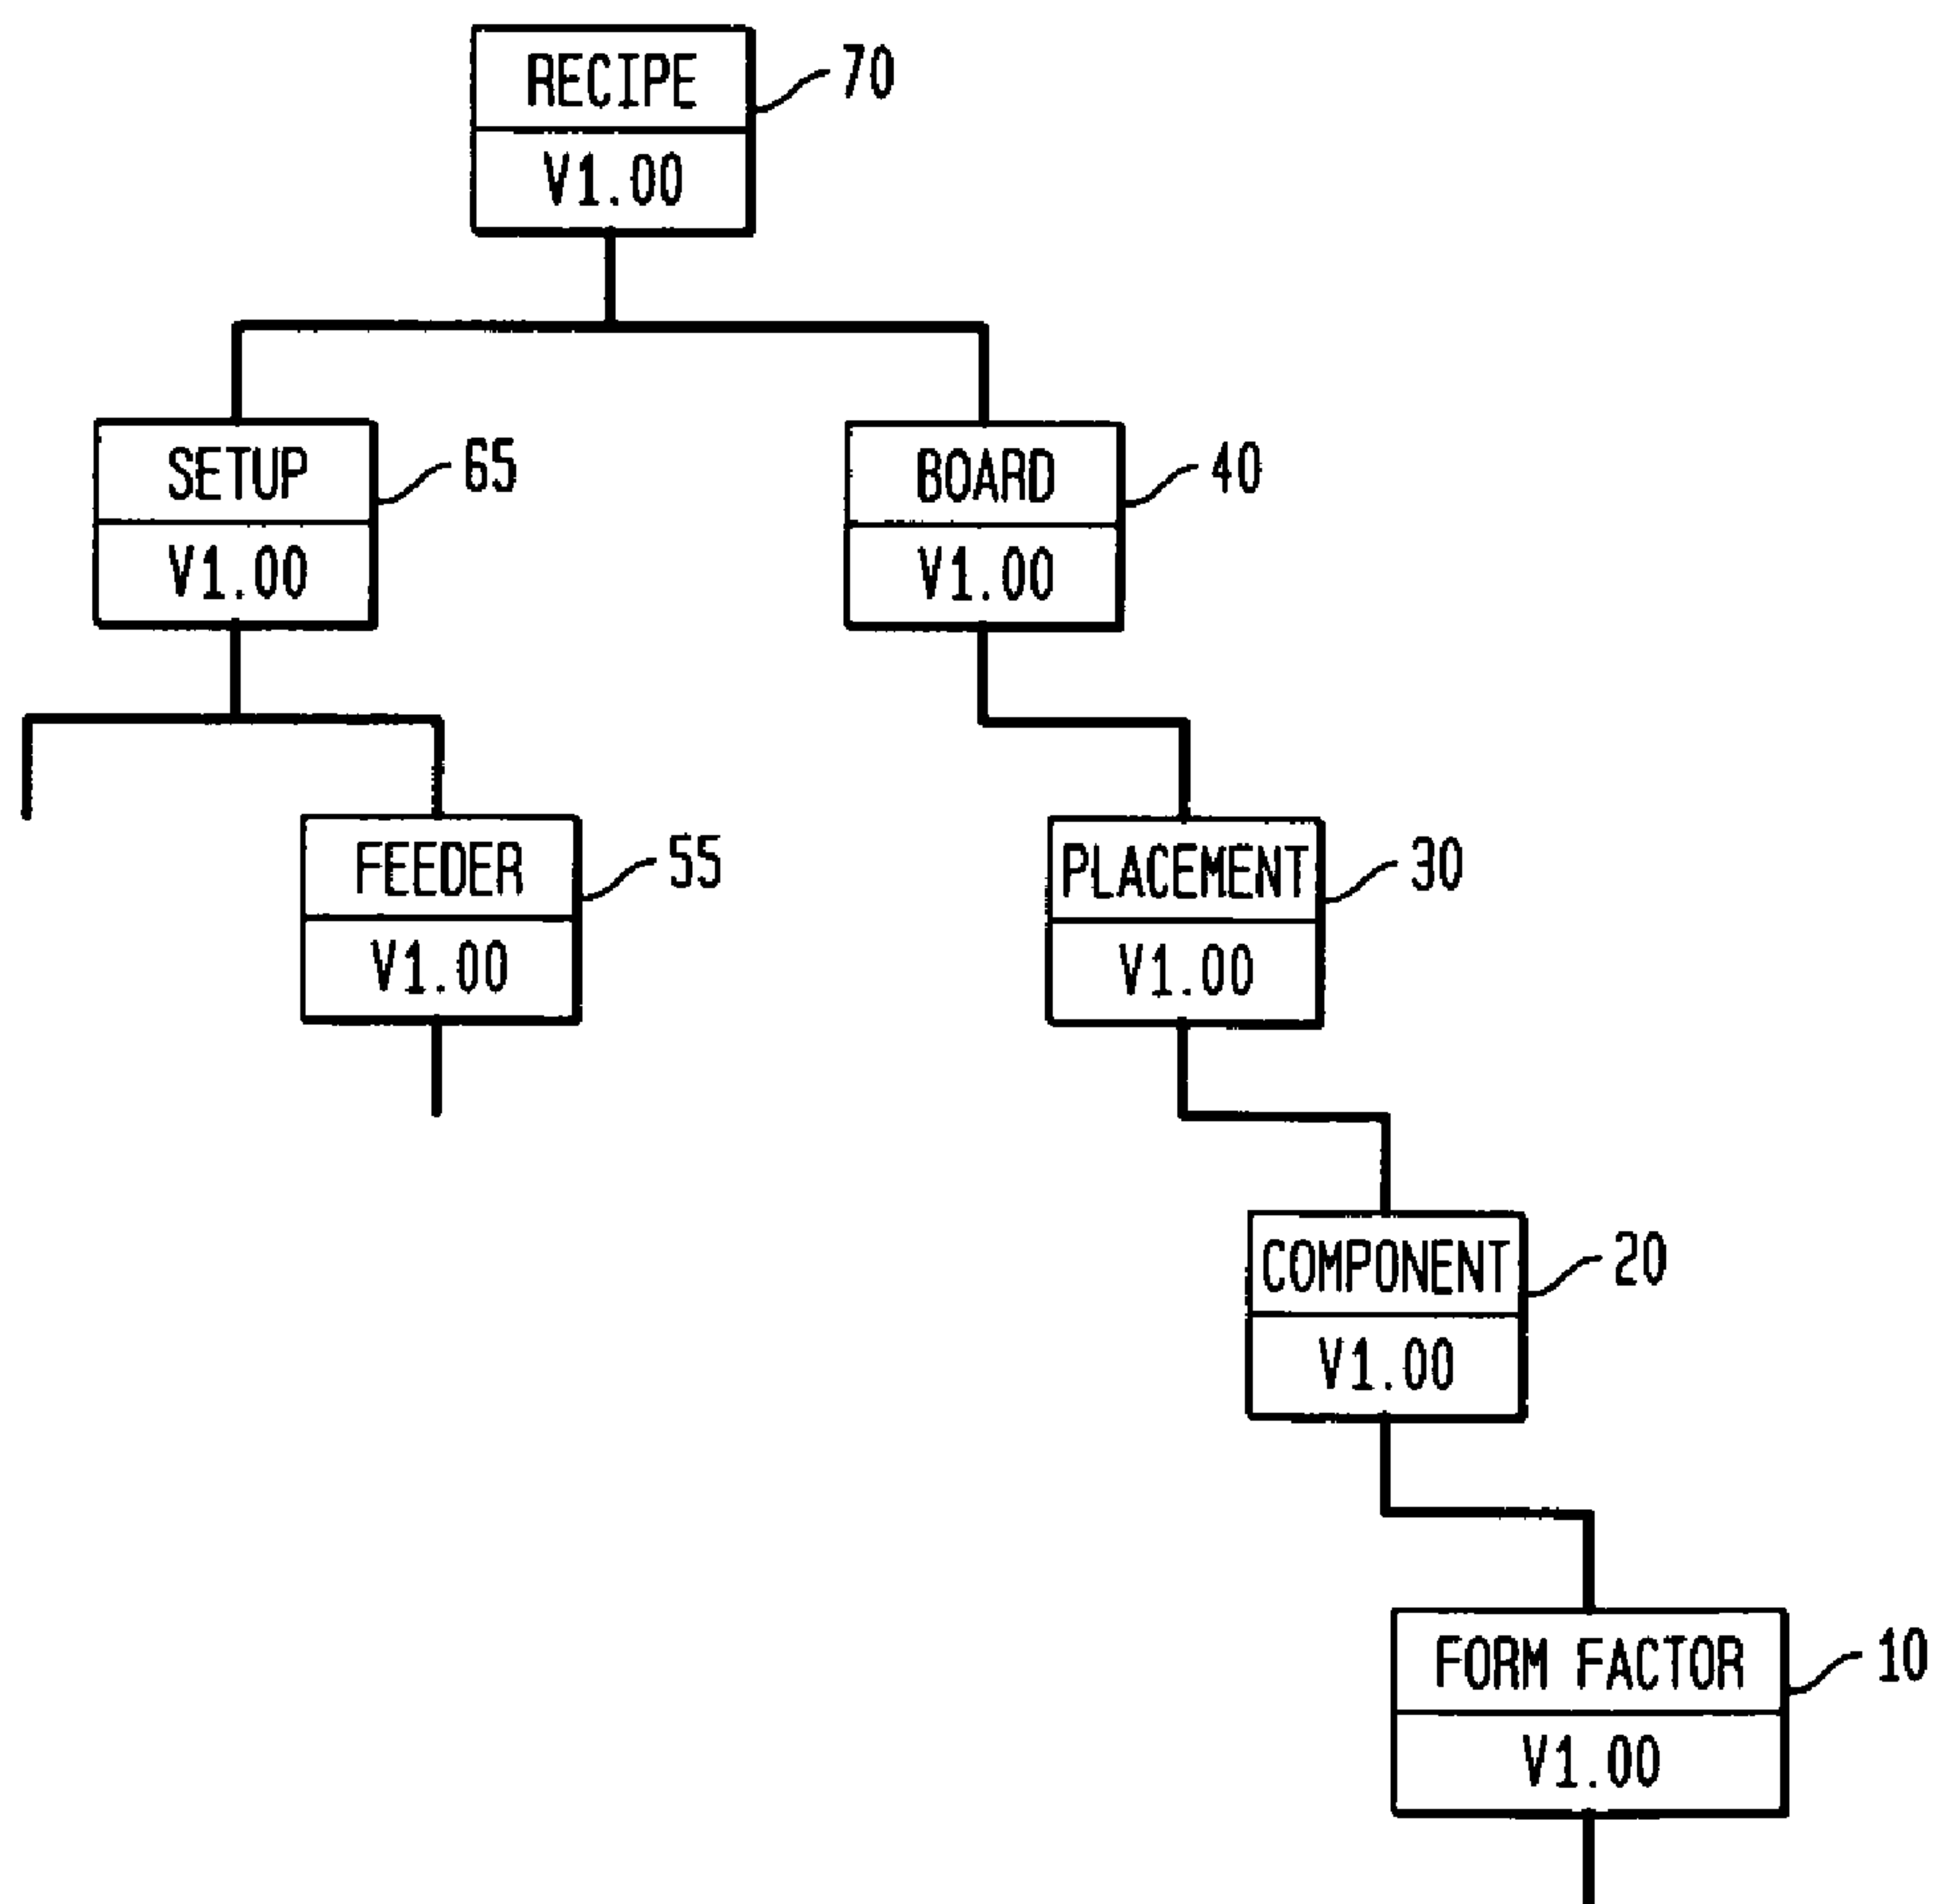 RECIPE 70
V1.00
SETUP 65
BOARD 40
V1.00
V1.00
FEEDER 55
PLACEMENT 30
V1.00
V1.00
COMPONENT 20
V1.00
FORM FACTOR 10
V1.00